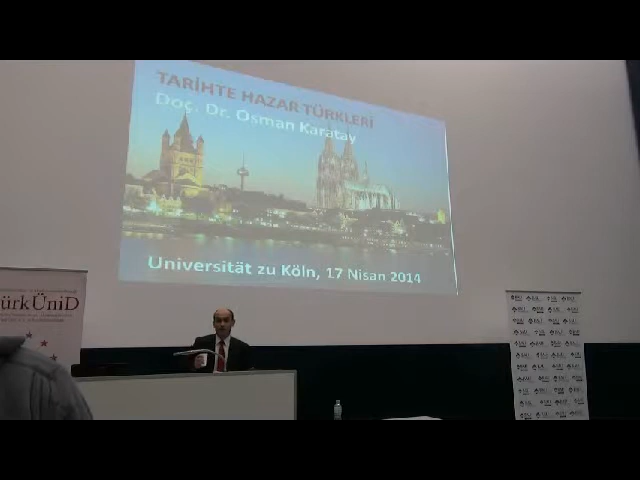 TARİHTE HAZAR TÜRKLERİ
Doç. Dr. Osman Karatay
Universität zu Köln, 17 Nisan 2014
ürkÜniD